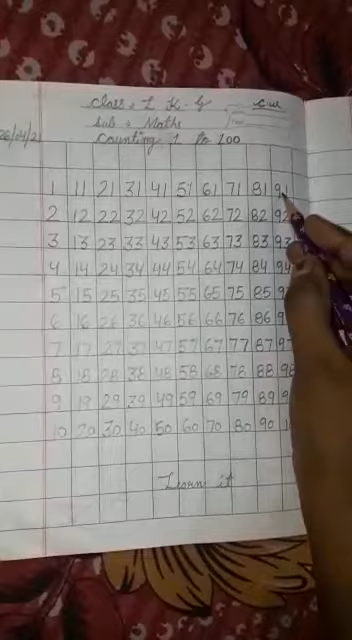 Class = L K-G
Sub = Maths
Counting 1 to 100
1 11 21 31 41 51 61 71 81 91
2 12 22 32 42 52 62 72 82 92
3 13 23 33 43 53 63 73 83 93
4 14 24 34 44 54 64 74 84 94
5 15 25 35 45 55 65 75 85
6 16 26 36 46 56 66 76 86
7 17 27 37 47 57 67 77 87
8 18 28 38 48 58 68 78 88 98
9 19 29 39 49 59 69 79 89
10 20 30 40 50 60 70 80 90
Learn it